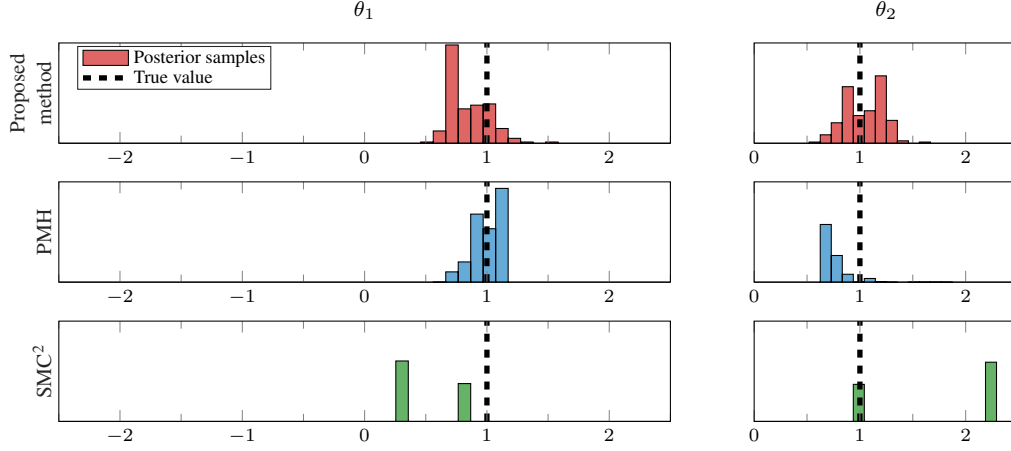 θ₁ θ₂
Proposed
method
Posterior samples
True value
−2 −1 0 1 2 0 1 2
PMH
−2 −1 0 1 2 0 1 2
SMC²
−2 −1 0 1 2 0 1 2